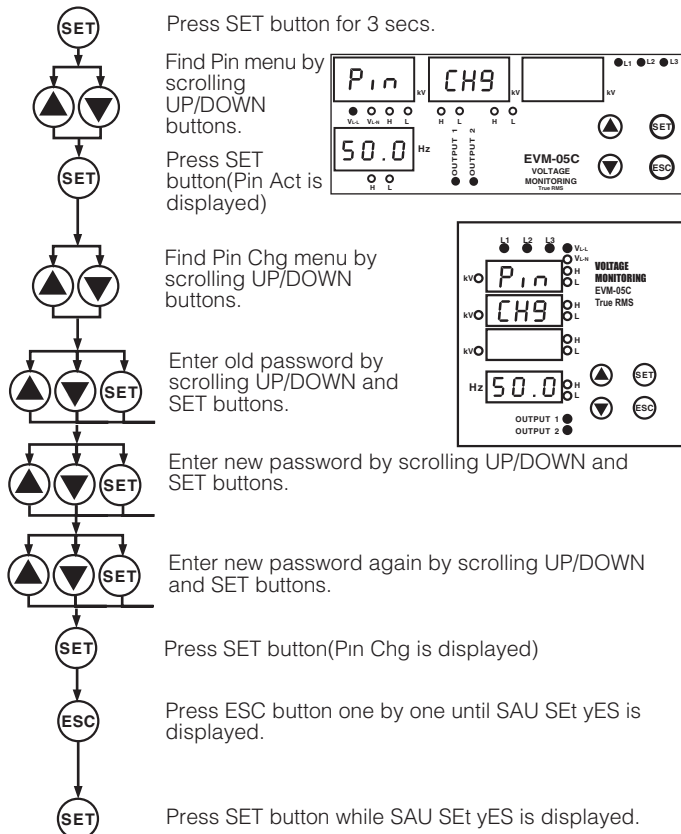 SET
Press SET button for 3 secs.
Find Pin menu by
scrolling
UP/DOWN
buttons.
SET
Press SET
button(Pin Act is
displayed)
Pin
kV
CH9
kV
kV
L1 L2 L3
VL-L VL-N H L
H L
H L
50.0 Hz
H L
OUTPUT 1
OUTPUT 2
EVM-05C
VOLTAGE
MONITORING
True RMS
SET
ESC
Find Pin Chg menu by
scrolling UP/DOWN
buttons.
L1 L2 L3 VL-L
VL-N
kV Pin H
L
kV CH9 H
L
kV H
L
Hz 50.0 H
L
VOLTAGE
MONITORING
EVM-05C
True RMS
SET
ESC
OUTPUT 1
OUTPUT 2
SET
Enter old password by
scrolling UP/DOWN and
SET buttons.
SET
Enter new password by scrolling UP/DOWN and
SET buttons.
SET
Enter new password again by scrolling UP/DOWN
and SET buttons.
SET
Press SET button(Pın Chg is displayed)
ESC
Press ESC button one by one until SAU SEt yES is
displayed.
SET
Press SET button while SAU SEt yES is displayed.